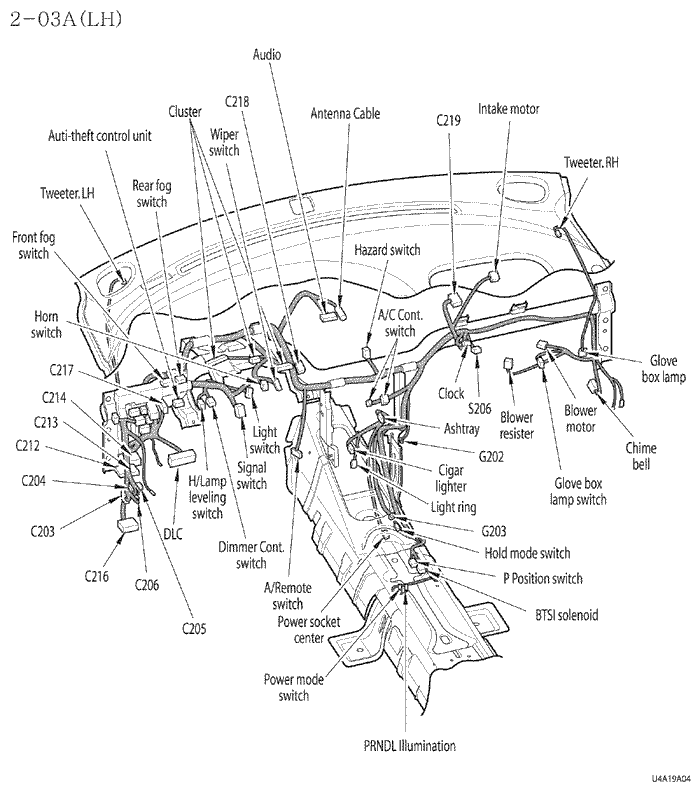 2-03A(LH)
Audio
C218
Cluster
Antenna Cable
C219
Intake motor
Auti-theft control unit
Wiper
switch
Tweeter. RH
Tweeter. LH
Rear fog
switch
Front fog
switch
Hazard switch
Horn
switch
A/C Cont.
switch
C217
C214
C213
C212
C204
C203
C216
C206
C205
DLC
H/Lamp
leveling
switch
Dimmer Cont.
switch
Signal
switch
Light
switch
A/Remote
switch
Power socket
center
Power mode
switch
PRNDL Illumination
Clock
S206
Ashtray
G202
Cigar
lighter
Light ring
G203
Hold mode switch
P Position switch
BTSI solenoid
Blower
resister
Blower
motor
Glove
box lamp
Chime
bell
Glove box
lamp switch
U4A19A04